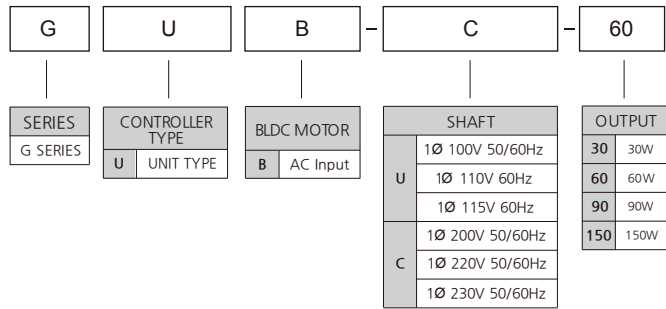 G U B – C – 60
SERIES
G SERIES
CONTROLLER
TYPE
U UNIT TYPE
BLDC MOTOR
B AC Input
SHAFT
U
1Ø 100V 50/60Hz
1Ø 110V 60Hz
1Ø 115V 60Hz
C
1Ø 200V 50/60Hz
1Ø 220V 50/60Hz
1Ø 230V 50/60Hz
OUTPUT
30 30W
60 60W
90 90W
150 150W